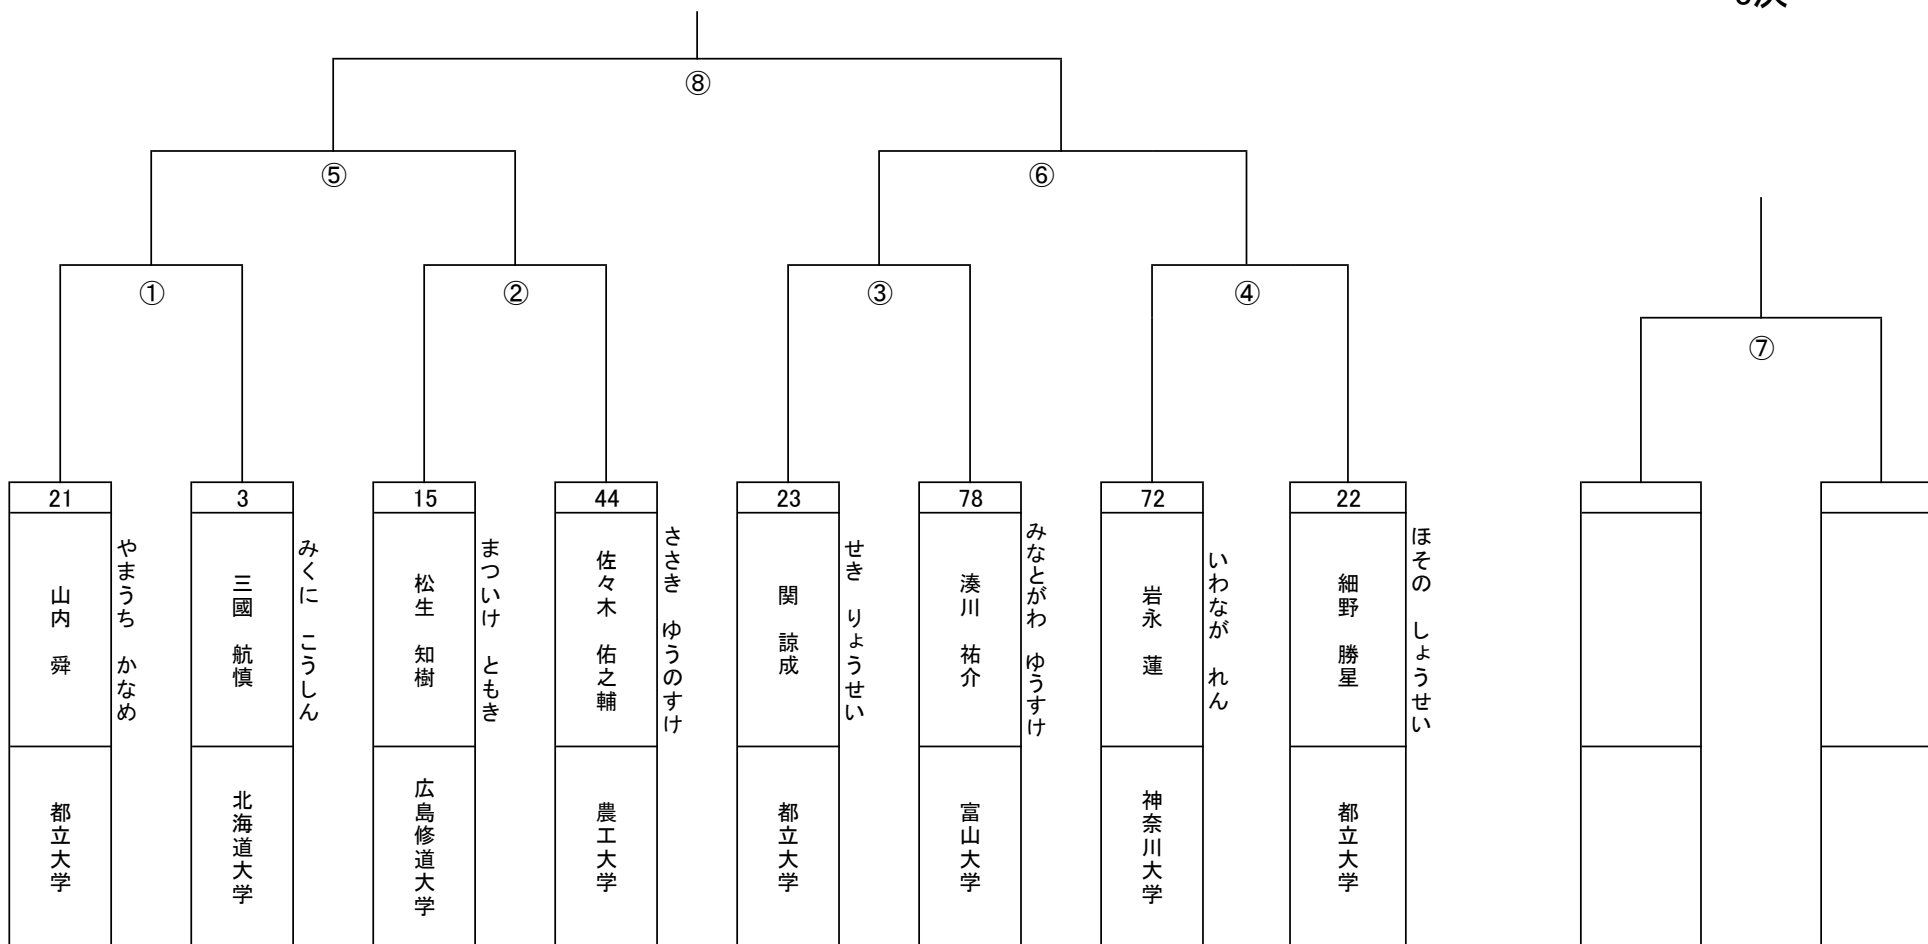 ⑧
⑤
⑥
①
②
③
④
⑦
21
山内 舜
やまうち かなめ
都立大学
3
三國 航慎
みくに こうしん
北海道大学
15
松生 知樹
まついけ ともき
広島修道大学
44
佐々木 佑之輔
ささき ゆうのすけ
農工大学
23
関 諒成
せき りょうせい
都立大学
78
湊川 祐介
みなとがわ ゆうすけ
富山大学
72
岩永 蓮
いわなが れん
神奈川大学
22
細野 勝星
ほその しょうせい
都立大学